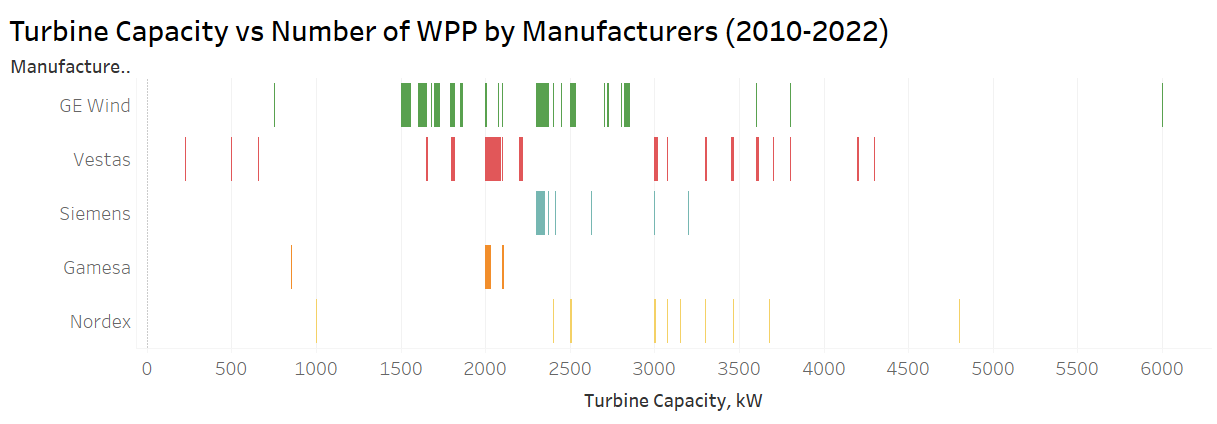 Turbine Capacity vs Number of WPP by Manufacturers (2010-2022)
Manufacture..
GE Wind
Vestas
Siemens
Gamesa
Nordex
0 500 1000 1500 2000 2500 3000 3500 4000 4500 5000 5500 6000
Turbine Capacity, kW